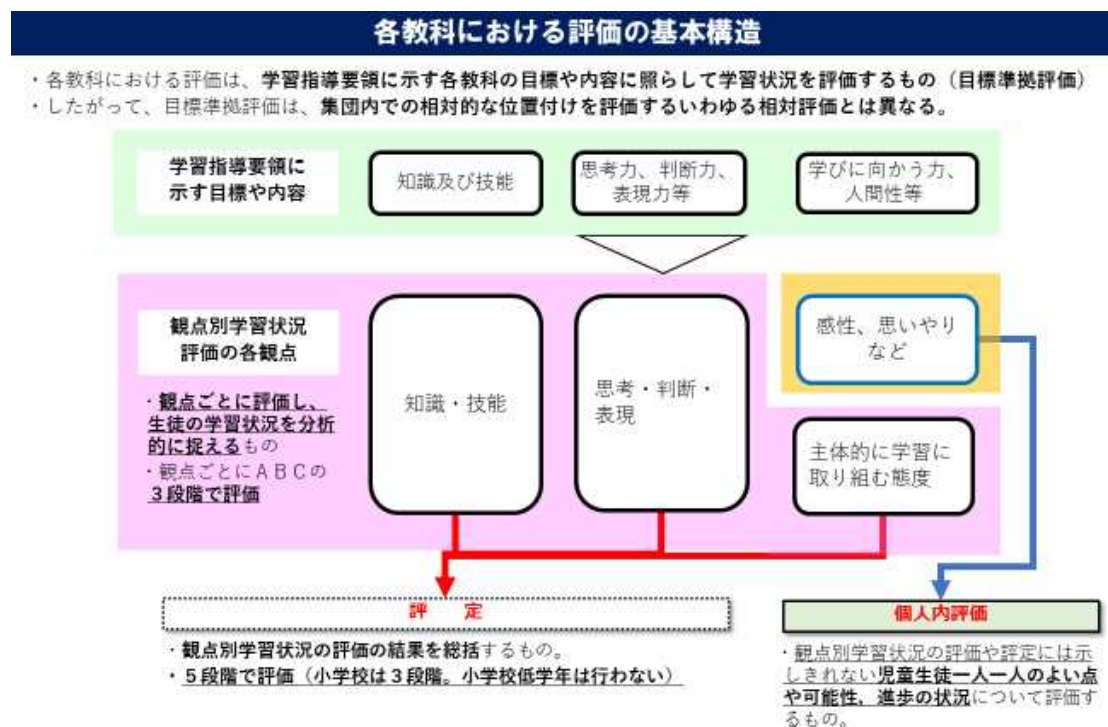 各教科における評価の基本構造
・各教科における評価は、学習指導要領に示す各教科の目標や内容に照らして学習状況を評価するもの（目標準拠評価）
・したがって、目標準拠評価は、集団内での相対的な位置付けを評価するいわゆる相対評価とは異なる。
学習指導要領に
示す目標や内容
知識及び技能
思考力、判断力、
表現力等
学びに向かう力、
人間性等
観点別学習状況
評価の各観点
・観点ごとに評価し、
生徒の学習状況を分析
的に捉えるもの
・観点ごとにＡＢＣの
３段階で評価
知識・技能
思考・判断・
表現
感性、思いやり
など
主体的に学習に
取り組む態度
評　定
・観点別学習状況の評価の結果を総括するもの。
・５段階で評価（小学校は３段階。小学校低学年は行わない）
個人内評価
・観点別学習状況の評価や評定には示
しきれない児童生徒一人一人のよい点
や可能性、進歩の状況について評価す
るもの。